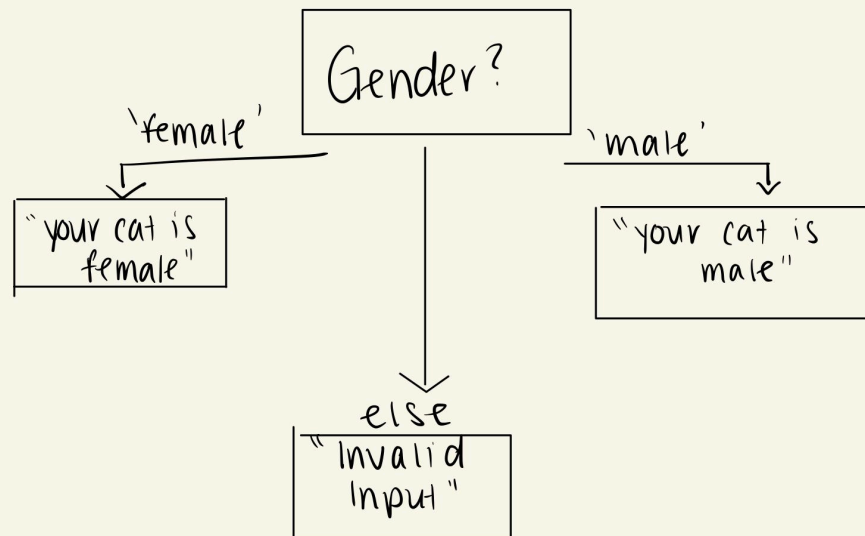 Gender?
'female'
'male'
"your cat is
female"
"your cat is
male"
else
"Invalid
Input"